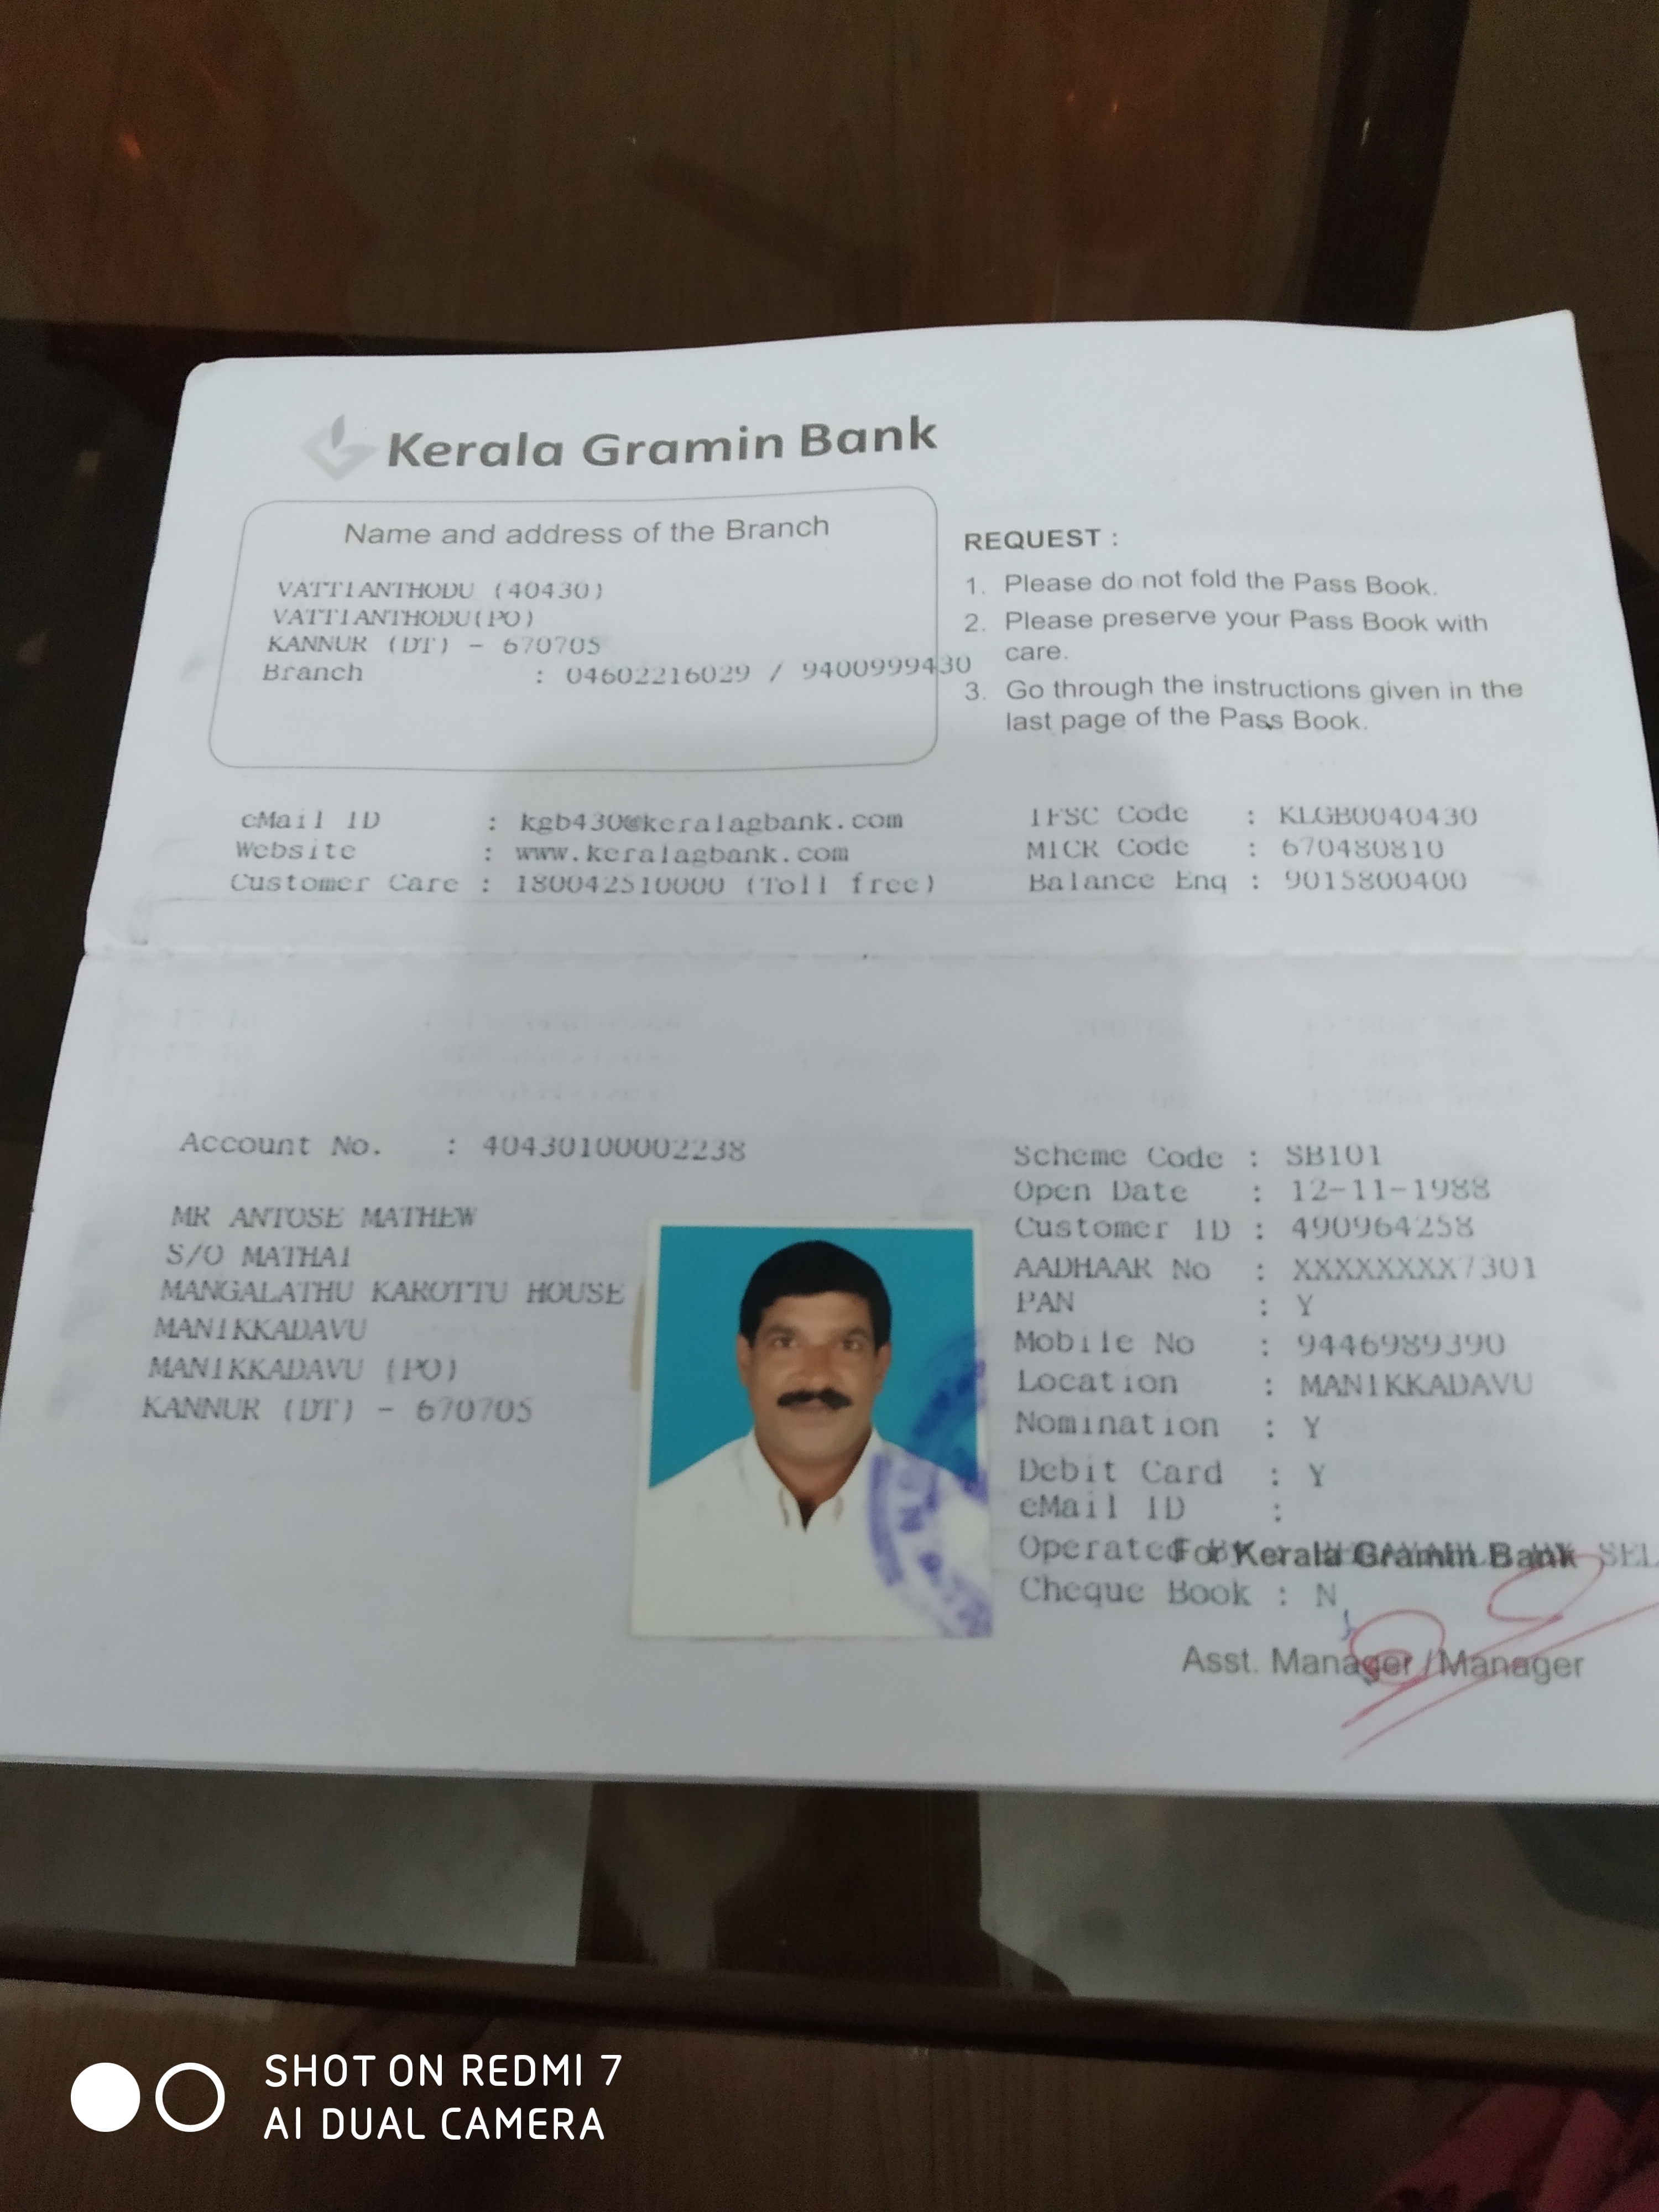 Kerala Gramin Bank
Name and address of the Branch
VATTIANTHODU (40430)
VATTIANTHODU(PO)
KANNUR (DT) - 670705
Branch : 04602216029 / 9400999430
REQUEST :
1. Please do not fold the Pass Book.
2. Please preserve your Pass Book with
care.
3. Go through the instructions given in the
last page of the Pass Book.
eMail ID : kgb430@keralagbank.com
Website : www.keralagbank.com
Customer Care : 180042510000 (Toll free)
IFSC Code : KLGB0040430
MICR Code : 670480810
Balance Enq : 9015800400
Account No. : 40430100002238
MR ANTOSE MATHEW
S/O MATHAI
MANGALATHU KAROTTU HOUSE
MANIKKADAVU
MANIKKADAVU (PO)
KANNUR (DT) - 670705
Scheme Code : SB101
Open Date : 12-11-1988
Customer ID : 490964258
AADHAAR No : XXXXXXXX7301
PAN : Y
Mobile No : 9446989390
Location : MANIKKADAVU
Nomination : Y
Debit Card : Y
eMail ID :
Operated By
For Kerala Gramin Bank
Cheque Book : N
Asst. Manager/Manager
SHOT ON REDMI 7
AI DUAL CAMERA